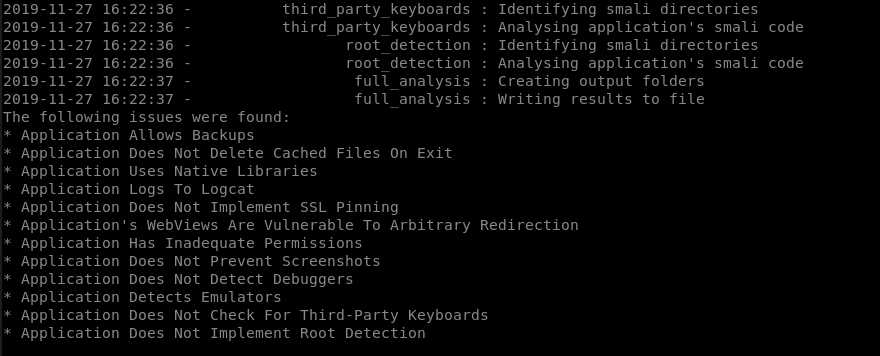 2019-11-27 16:22:36 -          third_party_keyboards : Identifying smali directories
2019-11-27 16:22:36 -          third_party_keyboards : Analysing application's smali code
2019-11-27 16:22:36 -                 root_detection : Identifying smali directories
2019-11-27 16:22:36 -                 root_detection : Analysing application's smali code
2019-11-27 16:22:37 -                  full_analysis : Creating output folders
2019-11-27 16:22:37 -                  full_analysis : Writing results to file
The following issues were found:
* Application Allows Backups
* Application Does Not Delete Cached Files On Exit
* Application Uses Native Libraries
* Application Logs To Logcat
* Application Does Not Implement SSL Pinning
* Application's WebViews Are Vulnerable To Arbitrary Redirection
* Application Has Inadequate Permissions
* Application Does Not Prevent Screenshots
* Application Does Not Detect Debuggers
* Application Detects Emulators
* Application Does Not Check For Third-Party Keyboards
* Application Does Not Implement Root Detection